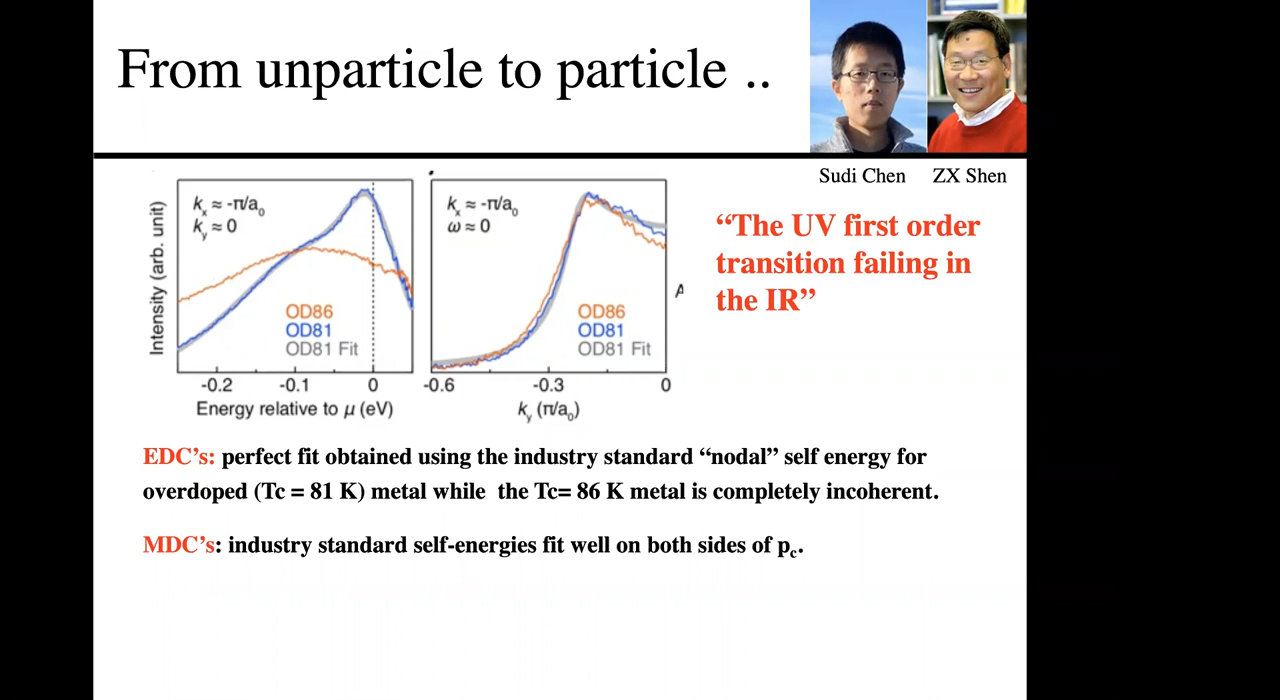 From unparticle to particle ..
Sudi Chen ZX Shen
Intensity (arb. unit)
kₓ ≈ -π/a₀
k_y ≈ 0
OD86
OD81
OD81 Fit
-0.2 -0.1 0
Energy relative to μ (eV)
kₓ ≈ -π/a₀
ω ≈ 0
OD86
OD81
OD81 Fit
-0.6 -0.3 0
k_y (π/a₀)
A
“The UV first order
transition failing in
the IR”
EDC’s: perfect fit obtained using the industry standard “nodal” self energy for
overdoped (Tc = 81 K) metal while the Tc= 86 K metal is completely incoherent.
MDC’s: industry standard self-energies fit well on both sides of p_c.